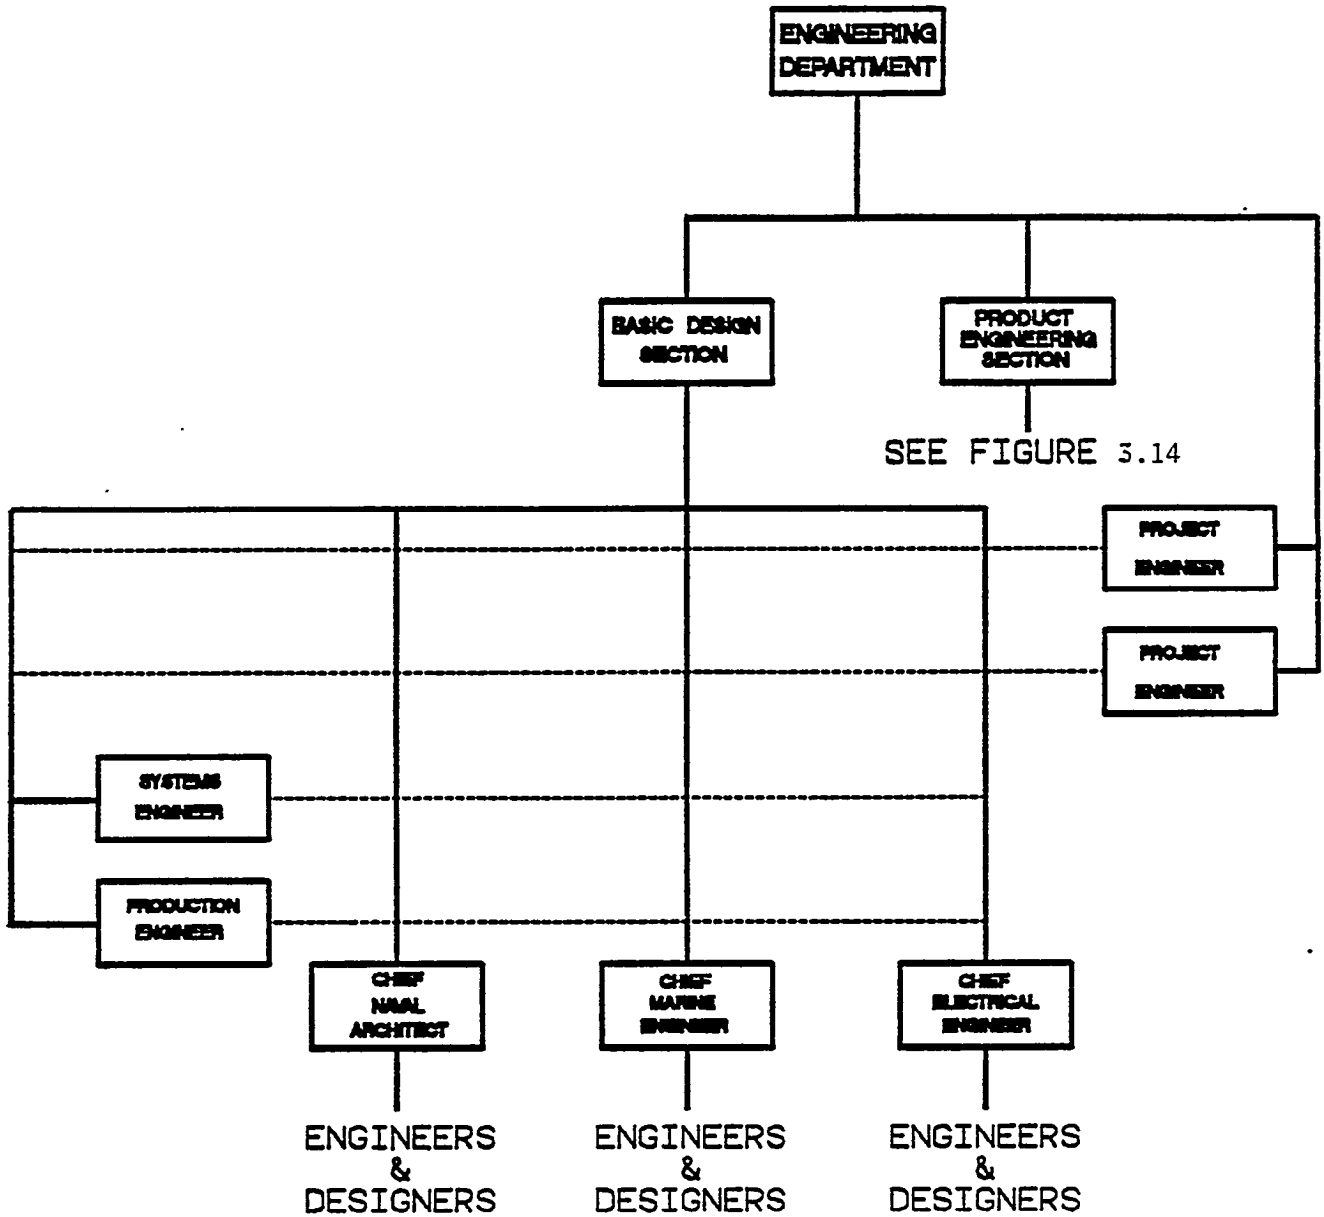 ENGINEERING
DEPARTMENT
BASIC DESIGN
SECTION
PRODUCT
ENGINEERING
SECTION
SEE FIGURE 3.14
PROJECT
ENGINEER
PROJECT
ENGINEER
SYSTEMS
ENGINEER
PRODUCTION
ENGINEER
CHIEF
NAVAL
ARCHITECT
CHIEF
MARINE
ENGINEER
CHIEF
ELECTRICAL
ENGINEER
ENGINEERS
&
DESIGNERS
ENGINEERS
&
DESIGNERS
ENGINEERS
&
DESIGNERS